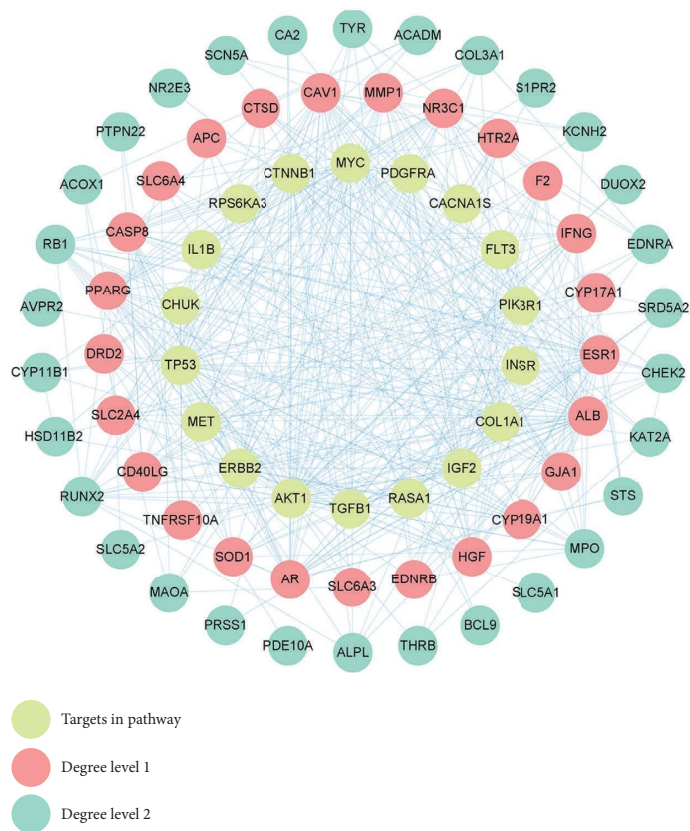 TYR
CA2
ACADM
SCN5A
COL3A1
NR2E3
S1PR2
CAV1
MMP1
CTSD
NR3C1
PTPN22
KCNH2
APC
HTR2A
MYC
CTNNB1
PDGFRA
ACOX1
SLC6A4
F2
DUOX2
RPS6KA3
CACNA1S
RB1
CASP8
IFNG
EDNRA
IL1B
FLT3
AVPR2
PPARG
CYP17A1
SRD5A2
CHUK
PIK3R1
DRD2
ESR1
CYP11B1
TP53
INSR
CHEK2
SLC2A4
ALB
HSD11B2
MET
COL1A1
KAT2A
CD40LG
GJA1
ERBB2
IGF2
RUNX2
AKT1
RASA1
STS
TGFB1
TNFRSF10A
CYP19A1
SLC5A2
SOD1
HGF
MPO
AR
SLC6A3
EDNRB
MAOA
SLC5A1
PRSS1
BCL9
PDE10A
ALPL
THRB
Targets in pathway
Degree level 1
Degree level 2